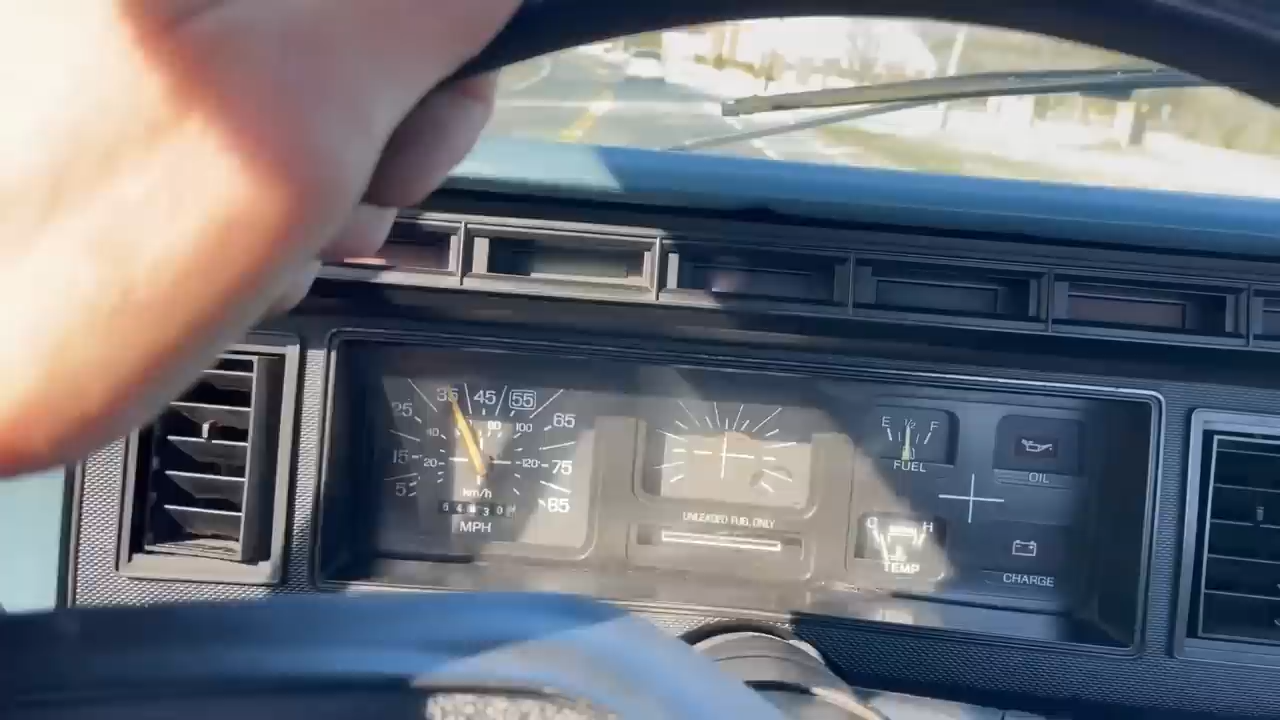 35 45 55
25 65
40 80 100
15 20 120 75
5 85
km/h
MPH
UNLEADED FUEL ONLY
E 1/2 F
FUEL
OIL
C H
TEMP
CHARGE